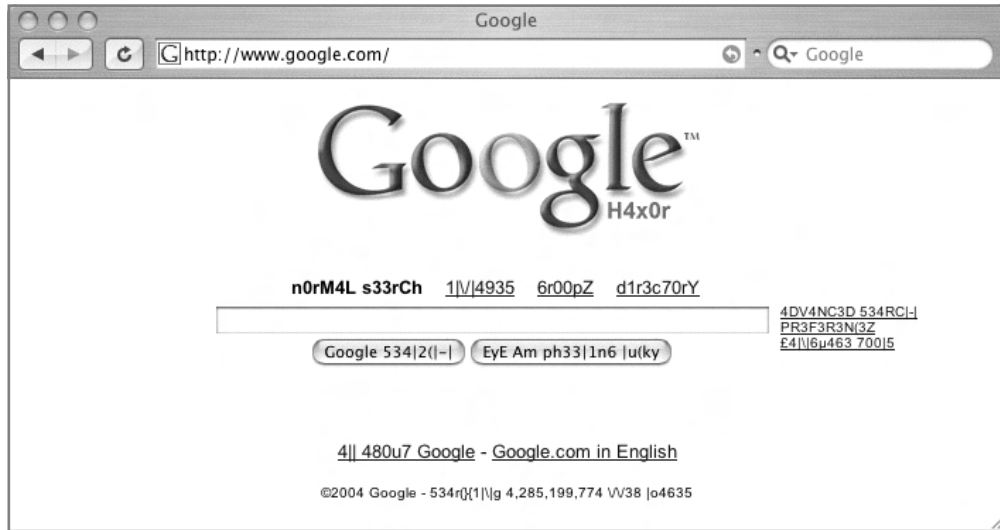 Google
http://www.google.com/ Google
Google™
H4x0r
n0rM4L s33rCh 1|\/|4935 6r00pZ d1r3c70rY
4DV4NC3D 534RC|-|
PR3F3R3N(3Z
£4|\|6µ463 700|5
Google 534|2(|-| EyE Am ph33|1n6 |u(ky
4|| 480u7 Google - Google.com in English
©2004 Google - 534r(}{1|\|g 4,285,199,774 \/\/38 |o4635